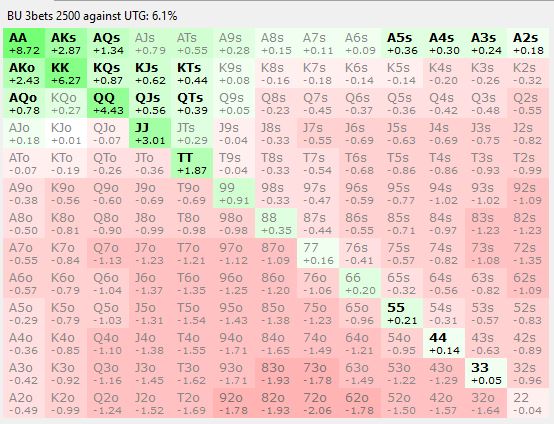 BU 3bets 2500 against UTG: 6.1%
AA AKs AQs AJs ATs A9s A8s A7s A6s A5s A4s A3s A2s
+8.72 +2.87 +1.34 +0.79 +0.55 +0.28 +0.15 +0.11 +0.09 +0.36 +0.30 +0.24 +0.18
AKo KK KQs KJs KTs K9s K8s K7s K6s K5s K4s K3s K2s
+2.43 +6.27 +0.87 +0.62 +0.44 +0.08 -0.16 -0.18 -0.14 -0.14 -0.20 -0.26 -0.32
AQo KQo QQ QJs QTs Q9s Q8s Q7s Q6s Q5s Q4s Q3s Q2s
+0.78 +0.27 +4.43 +0.56 +0.39 +0.05 -0.23 -0.45 -0.37 -0.36 -0.42 -0.48 -0.55
AJo KJo QJo JJ JTs J9s J8s J7s J6s J5s J4s J3s J2s
+0.18 +0.01 -0.07 +3.01 +0.29 -0.04 -0.31 -0.55 -0.69 -0.63 -0.69 -0.75 -0.82
ATo KTo QTo JTo TT T9s T8s T7s T6s T5s T4s T3s T2s
-0.07 -0.19 -0.26 -0.36 +1.87 -0.04 -0.33 -0.54 -0.68 -0.86 -0.86 -0.93 -0.99
A9o K9o Q9o J9o T9o 99 98s 97s 96s 95s 94s 93s 92s
-0.38 -0.56 -0.60 -0.69 -0.69 +0.91 -0.33 -0.47 -0.59 -0.77 -1.02 -1.02 -1.09
A8o K8o Q8o J8o T8o 98o 88 87s 86s 85s 84s 83s 82s
-0.50 -0.81 -0.90 -0.99 -0.98 -0.98 +0.35 -0.44 -0.55 -0.71 -0.97 -1.23 -1.23
A7o K7o Q7o J7o T7o 97o 87o 77 76s 75s 74s 73s 72s
-0.55 -0.84 -1.13 -1.23 -1.21 -1.12 -1.09 +0.16 -0.41 -0.57 -0.82 -1.08 -1.35
A6o K6o Q6o J6o T6o 96o 86o 76o 66 65s 64s 63s 62s
-0.57 -0.79 -1.04 -1.37 -1.35 -1.25 -1.20 -1.06 +0.20 -0.32 -0.56 -0.82 -1.09
A5o K5o Q5o J5o T5o 95o 85o 75o 65o 55 54s 53s 52s
-0.29 -0.79 -1.03 -1.31 -1.54 -1.43 -1.38 -1.23 -0.96 +0.21 -0.31 -0.57 -0.83
A4o K4o Q4o J4o T4o 94o 84o 74o 64o 54o 44 43s 42s
-0.36 -0.85 -1.10 -1.38 -1.55 -1.71 -1.65 -1.49 -1.21 -0.95 +0.14 -0.63 -0.89
A3o K3o Q3o J3o T3o 93o 83o 73o 63o 53o 43o 33 32s
-0.42 -0.92 -1.16 -1.45 -1.62 -1.71 -1.93 -1.78 -1.49 -1.22 -1.29 +0.05 -0.96
A2o K2o Q2o J2o T2o 92o 82o 72o 62o 52o 42o 32o 22
-0.49 -0.99 -1.24 -1.52 -1.69 -1.78 -1.93 -2.06 -1.78 -1.50 -1.57 -1.64 -0.04